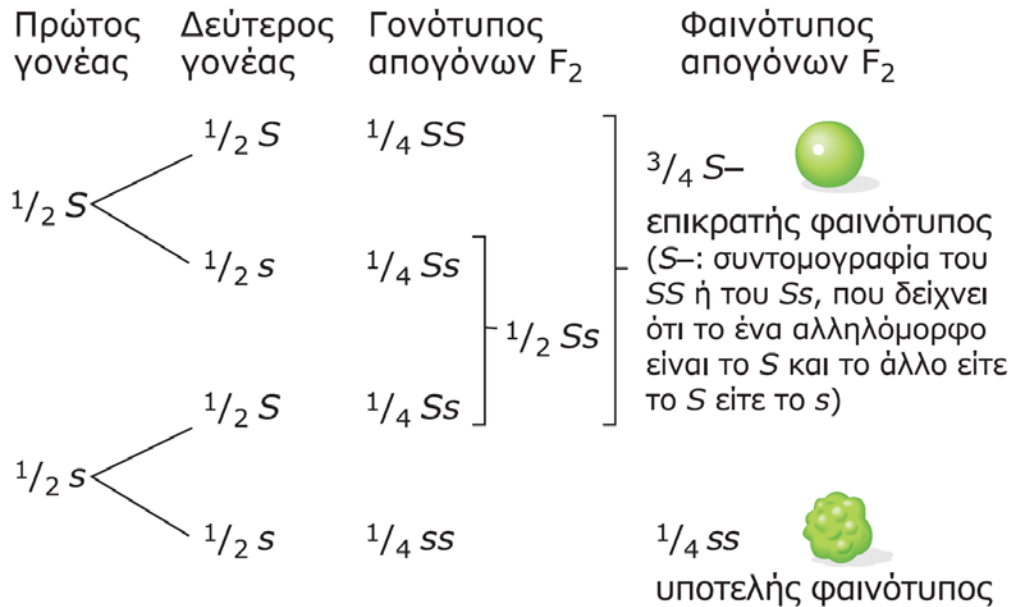 Πρώτος γονέας
Δεύτερος γονέας
Γονότυπος απογόνων F₂
Φαινότυπος απογόνων F₂
1/2 S
1/2 S
1/4 SS
1/2 s
1/4 Ss
1/2 Ss
1/2 s
1/2 S
1/4 Ss
1/2 s
1/4 ss
3/4 S–
επικρατής φαινότυπος
(S–: συντομογραφία του
SS ή του Ss, που δείχνει
ότι το ένα αλληλόμορφο
είναι το S και το άλλο είτε
το S είτε το s)
1/4 ss
υποτελής φαινότυπος